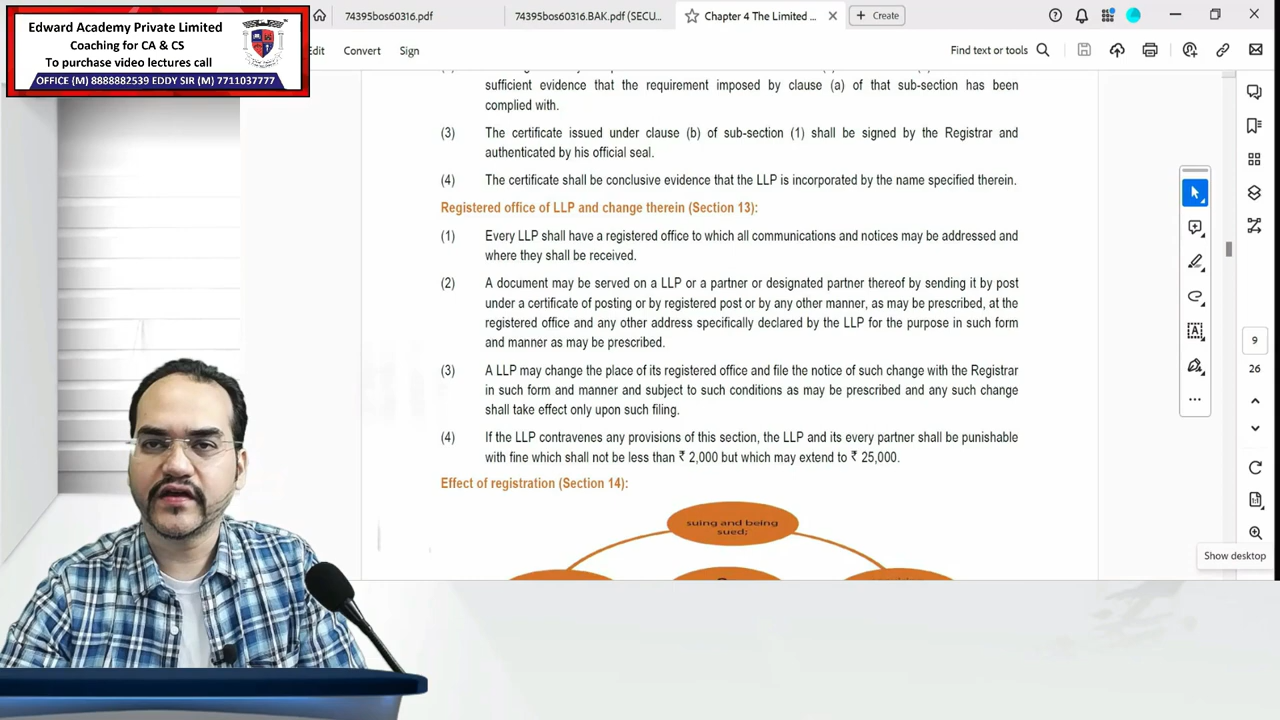 Edward Academy Private Limited
Coaching for CA & CS
To purchase video lectures call
OFFICE (M) 8888882539 EDDY SIR (M) 7711037777
74395bos60316.pdf
74395bos60316.BAK.pdf (SECU...
Chapter 4 The Limited ...
Create
Edit
Convert
Sign
Find text or tools
sufficient evidence that the requirement imposed by clause (a) of that sub-section has been
complied with.
(3) The certificate issued under clause (b) of sub-section (1) shall be signed by the Registrar and
authenticated by his official seal.
(4) The certificate shall be conclusive evidence that the LLP is incorporated by the name specified therein.
Registered office of LLP and change therein (Section 13):
(1) Every LLP shall have a registered office to which all communications and notices may be addressed and
where they shall be received.
(2) A document may be served on a LLP or a partner or designated partner thereof by sending it by post
under a certificate of posting or by registered post or by any other manner, as may be prescribed, at the
registered office and any other address specifically declared by the LLP for the purpose in such form
and manner as may be prescribed.
(3) A LLP may change the place of its registered office and file the notice of such change with the Registrar
in such form and manner and subject to such conditions as may be prescribed and any such change
shall take effect only upon such filing.
(4) If the LLP contravenes any provisions of this section, the LLP and its every partner shall be punishable
with fine which shall not be less than ₹ 2,000 but which may extend to ₹ 25,000.
Effect of registration (Section 14):
suing and being
sued;
9
26
Show desktop